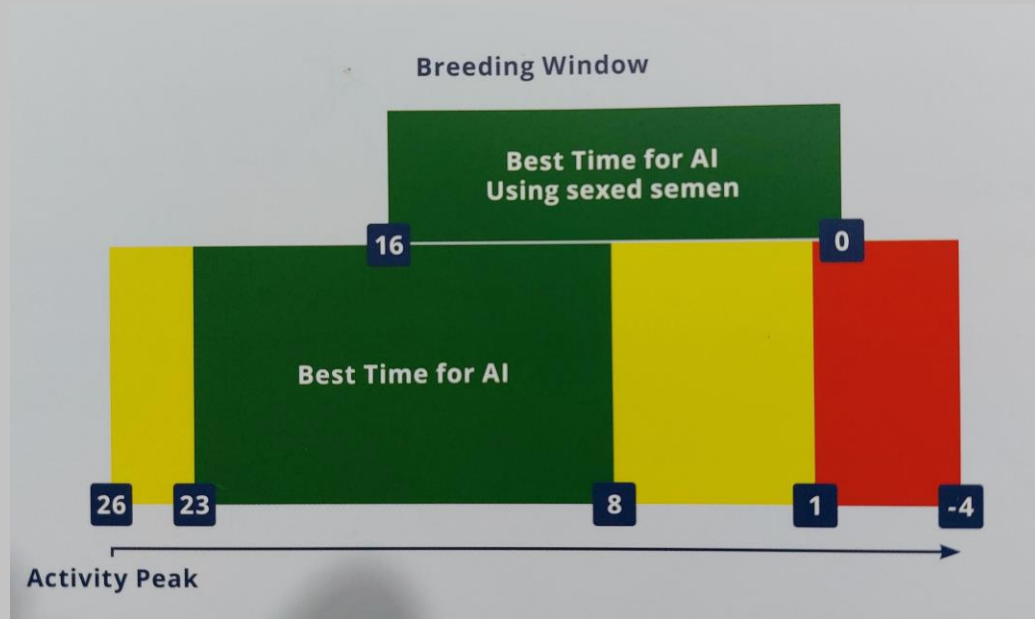 Breeding Window
Best Time for AI
Using sexed semen
16
0
Best Time for AI
26
23
8
1
-4
Activity Peak